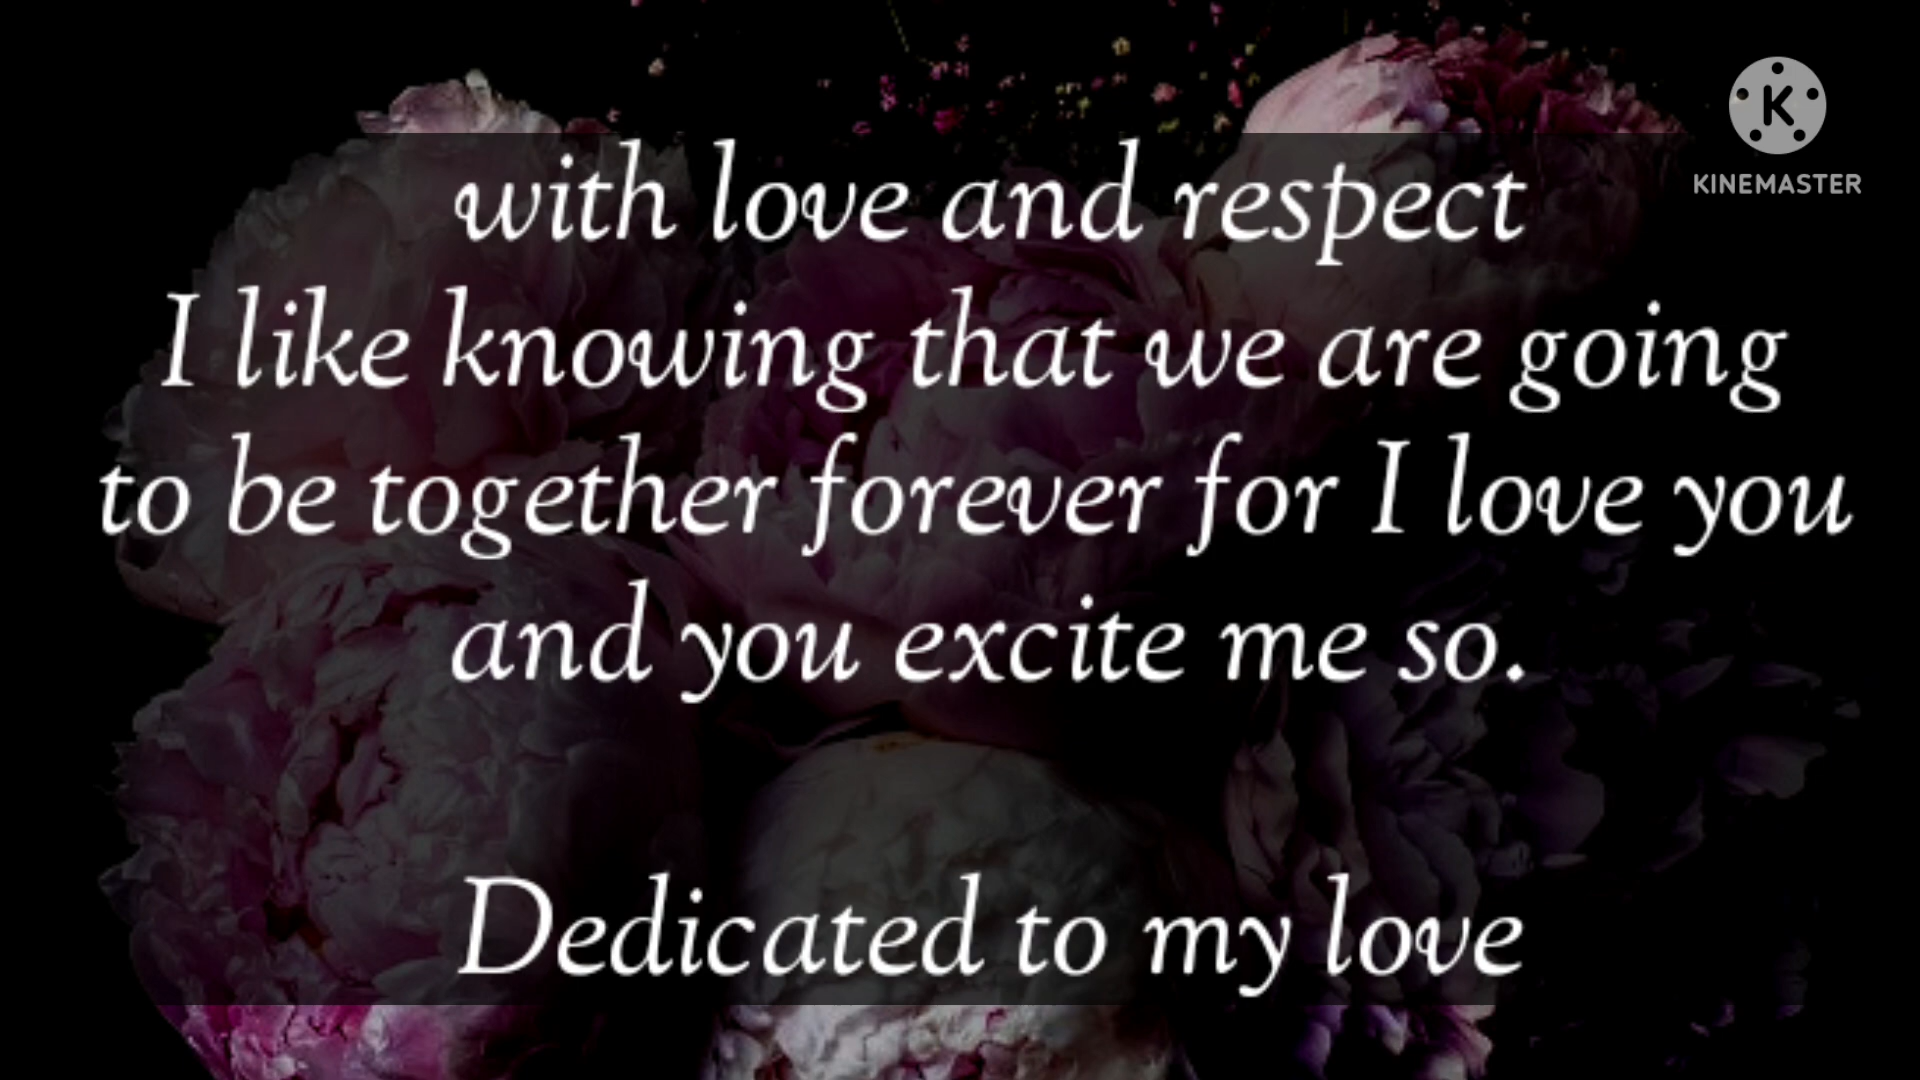 K
KINEMASTER
with love and respect
I like knowing that we are going
to be together forever for I love you
and you excite me so.
Dedicated to my love